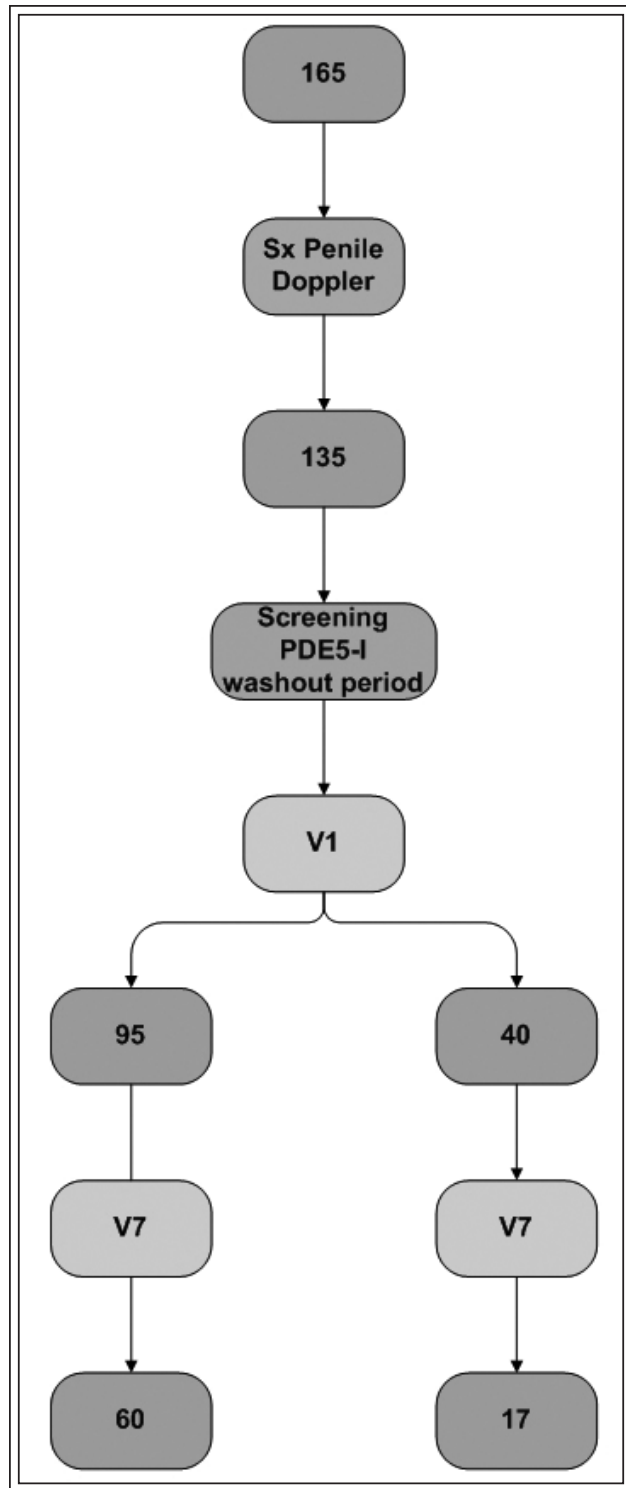 165
Sx Penile
Doppler
135
Screening
PDE5-I
washout period
V1
95
40
V7
V7
60
17